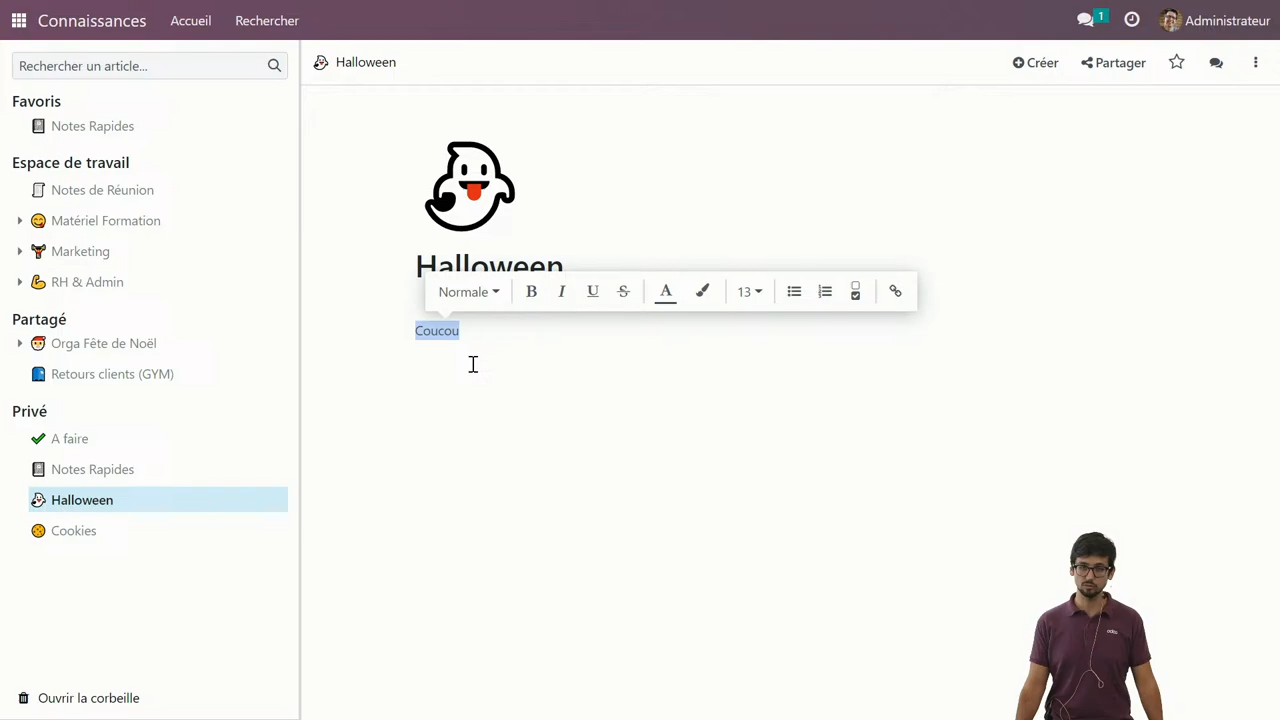 Connaissances Accueil Rechercher 1 Administrateur
Rechercher un article...
Halloween
Créer Partager
Favoris
Notes Rapides
Espace de travail
Notes de Réunion
Matériel Formation
Marketing
RH & Admin
Partagé
Orga Fête de Noël
Retours clients (GYM)
Privé
A faire
Notes Rapides
Halloween
Cookies
Ouvrir la corbeille
Halloween
Normale B I U S A 13
Coucou
odoo